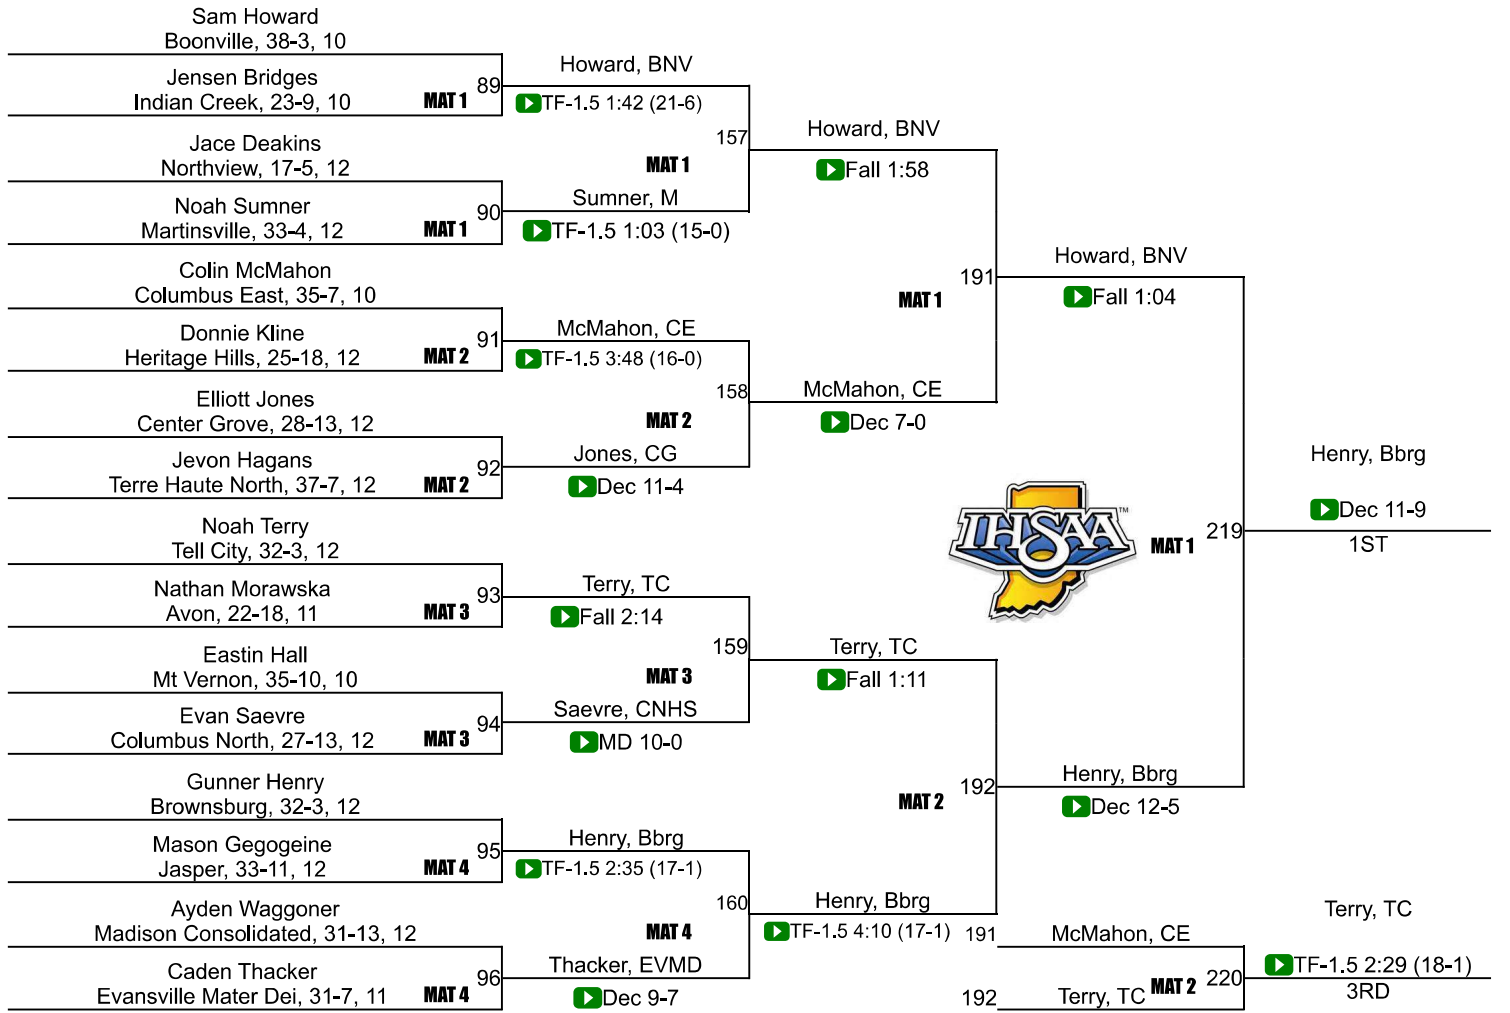 Sam Howard
Boonville, 38-3, 10
89
Jensen Bridges
Indian Creek, 23-9, 10
MAT 1
Howard, BNV
TF-1.5 1:42 (21-6)
157
MAT 1
Jace Deakins
Northview, 17-5, 12
90
Noah Sumner
Martinsville, 33-4, 12
MAT 1
Sumner, M
TF-1.5 1:03 (15-0)
Howard, BNV
Fall 1:58
191
MAT 1
Colin McMahon
Columbus East, 35-7, 10
91
Donnie Kline
Heritage Hills, 25-18, 12
MAT 2
McMahon, CE
TF-1.5 3:48 (16-0)
158
MAT 2
Elliott Jones
Center Grove, 28-13, 12
92
Jevon Hagans
Terre Haute North, 37-7, 12
MAT 2
Jones, CG
Dec 11-4
McMahon, CE
Dec 7-0
Howard, BNV
Fall 1:04
IHSAA
TM
MAT 1
219
Henry, Bbrg
Dec 11-9
1ST
Noah Terry
Tell City, 32-3, 12
93
Nathan Morawska
Avon, 22-18, 11
MAT 3
Terry, TC
Fall 2:14
159
MAT 3
Eastin Hall
Mt Vernon, 35-10, 10
94
Evan Saevre
Columbus North, 27-13, 12
MAT 3
Saevre, CNHS
MD 10-0
Terry, TC
Fall 1:11
192
MAT 2
Henry, Bbrg
Dec 12-5
Gunner Henry
Brownsburg, 32-3, 12
95
Mason Gegogeine
Jasper, 33-11, 12
MAT 4
Henry, Bbrg
TF-1.5 2:35 (17-1)
160
MAT 4
Ayden Waggoner
Madison Consolidated, 31-13, 12
96
Caden Thacker
Evansville Mater Dei, 31-7, 11
MAT 4
Thacker, EVMD
Dec 9-7
Henry, Bbrg
TF-1.5 4:10 (17-1)
191
McMahon, CE
192
Terry, TC
MAT 2
220
Terry, TC
TF-1.5 2:29 (18-1)
3RD